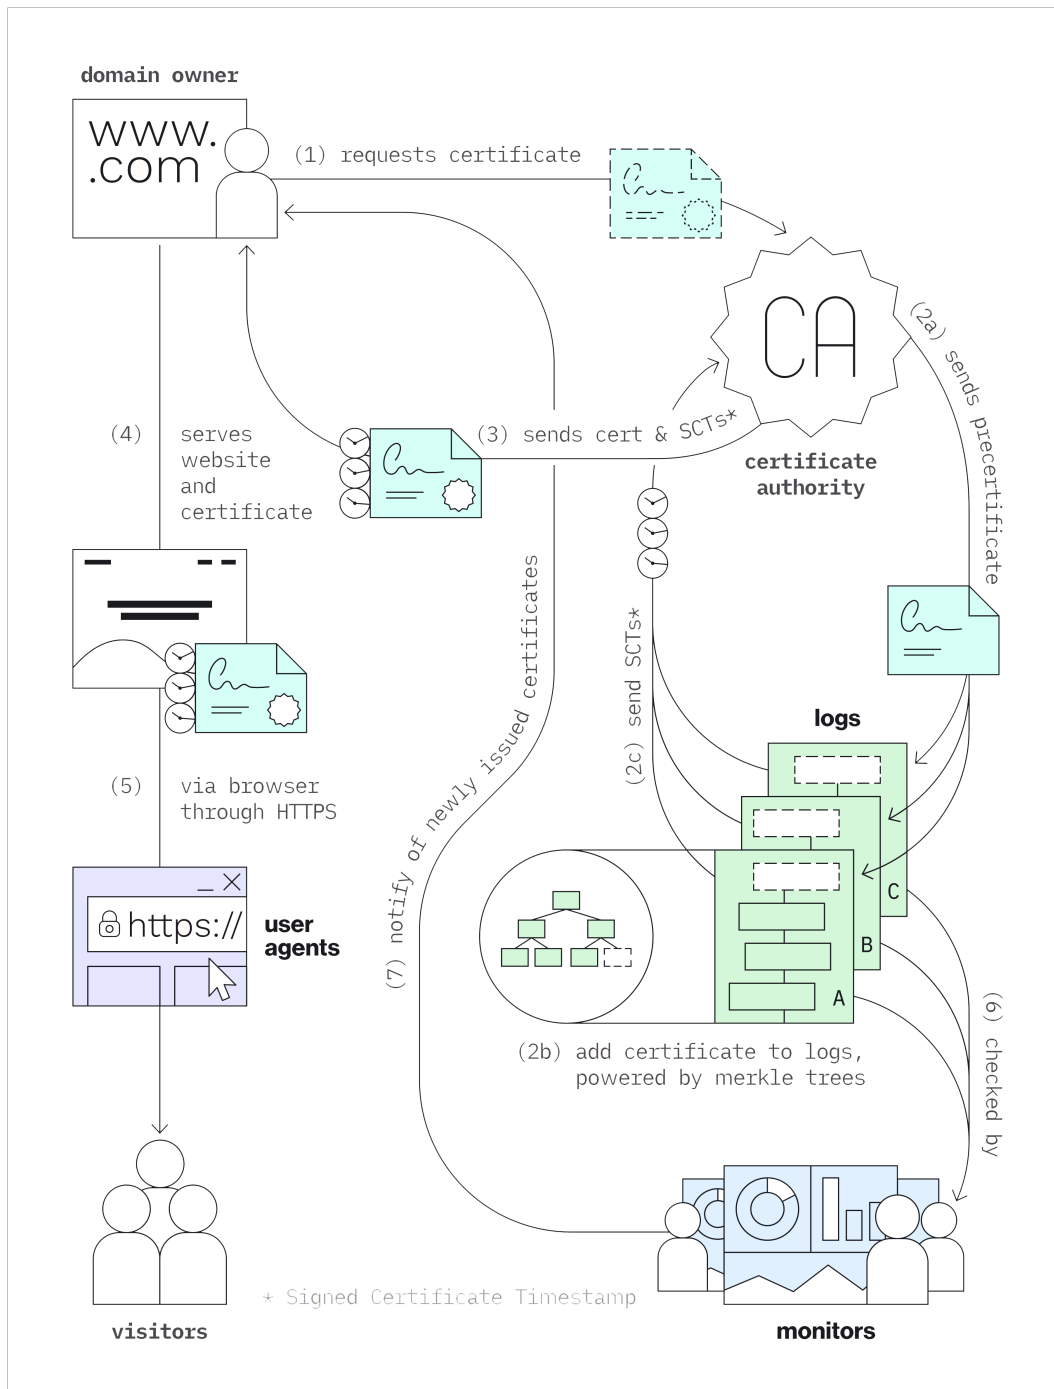 domain owner
www.
.com
(1) requests certificate
CA
(2a) sends precertificate
certificate
authority
(3) sends cert & SCTs*
(4) serves
website
and
certificate
(2c) send SCTs*
(7) notify of newly issued certificates
logs
(5) via browser
through HTTPS
https://
user
agents
C
B
A
(2b) add certificate to logs,
powered by merkle trees
(6) checked by
* Signed Certificate Timestamp
visitors
monitors